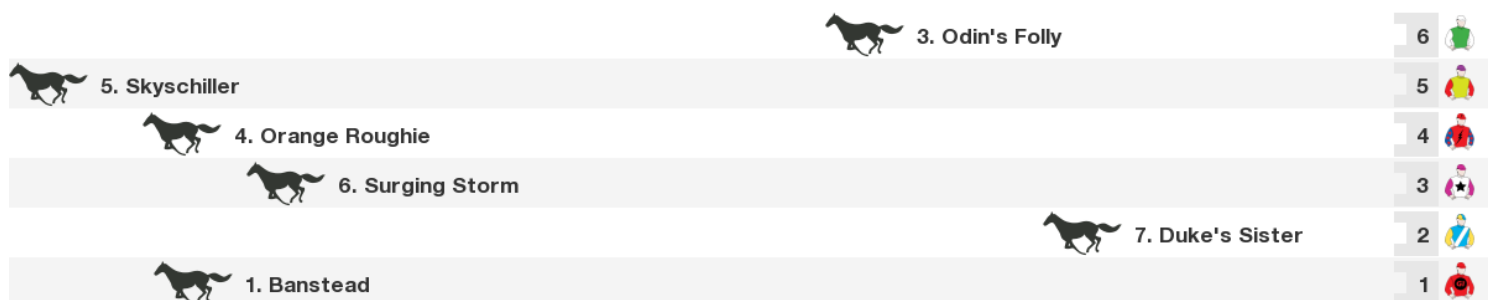 3. Odin's Folly 6
5. Skyschiller 5
4. Orange Roughie 4
6. Surging Storm 3
7. Duke's Sister 2
1. Banstead 1